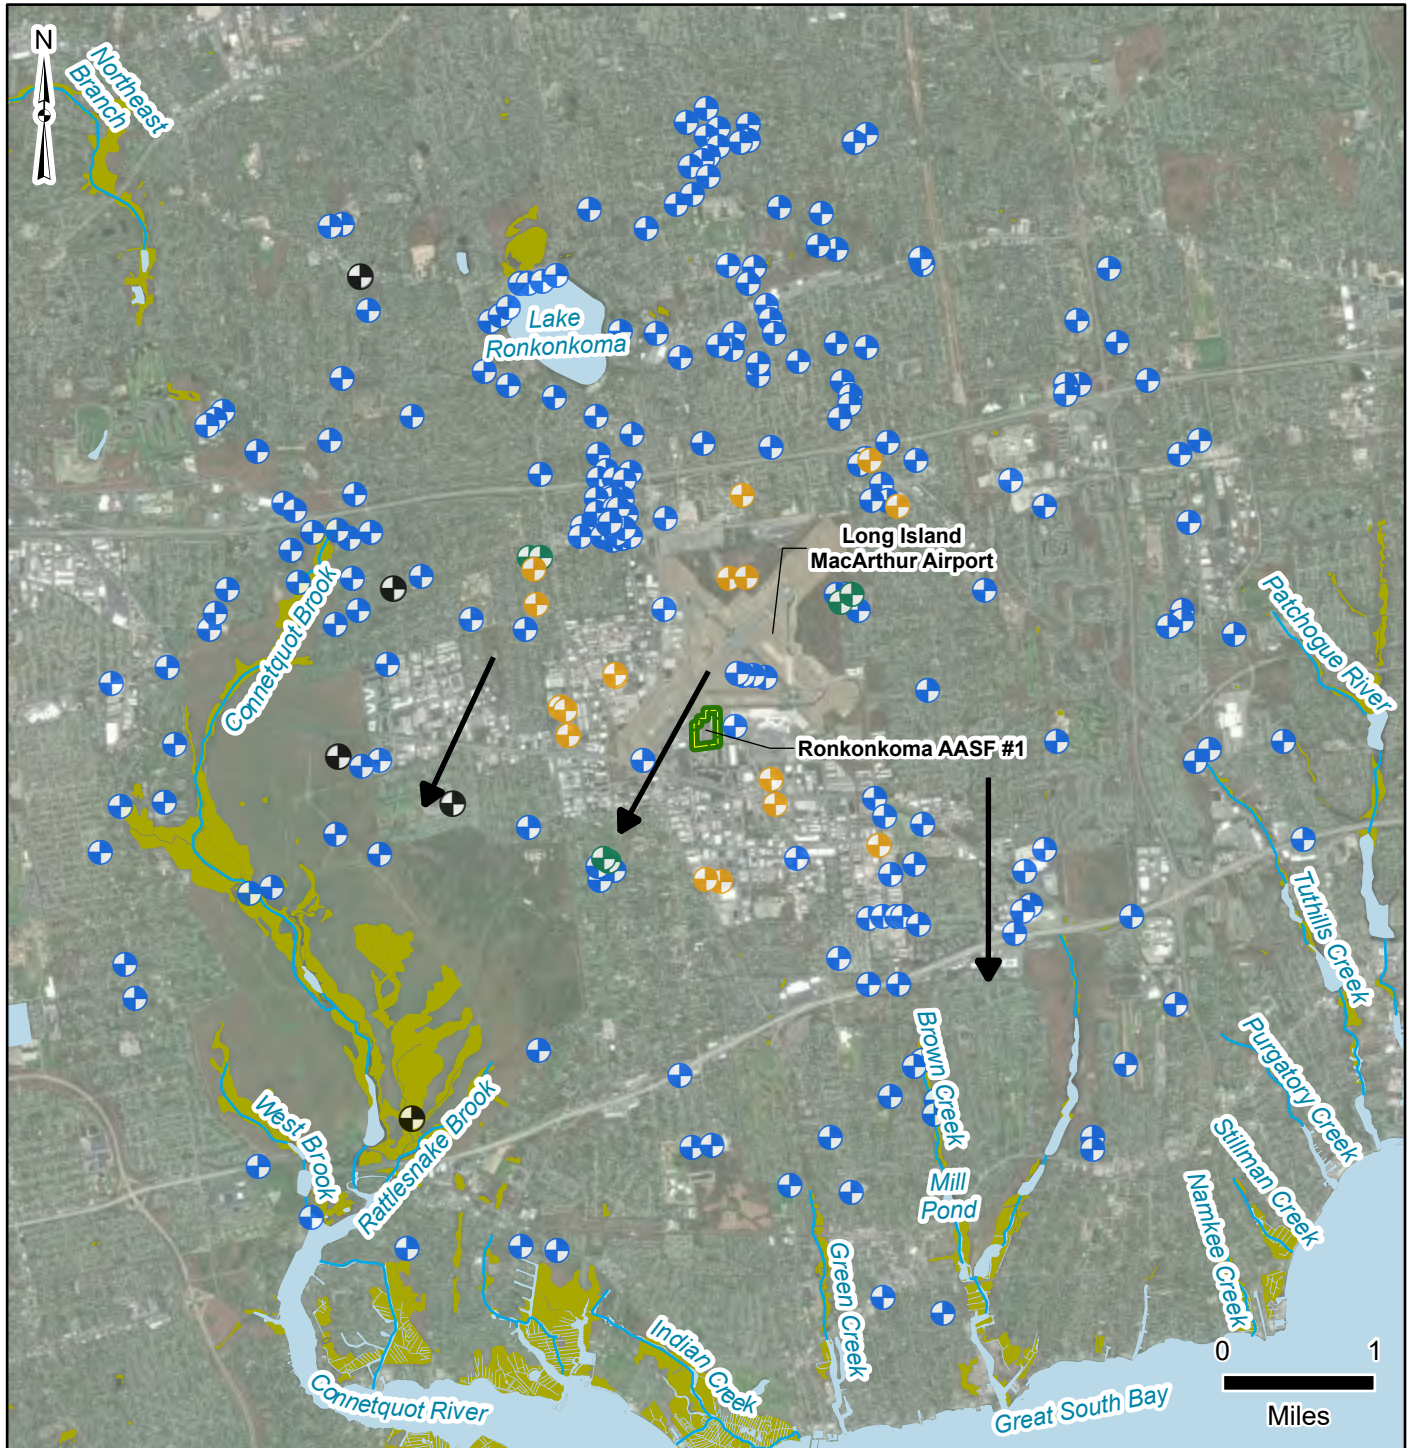 N
Northeast
Branch
Lake
Ronkonkoma
Long Island
MacArthur Airport
Connetquot Brook
Patchogue River
Ronkonkoma AASF #1
Tuthills Creek
Brown Creek
Purgatory Creek
West Brook
Rattlesnake Brook
Stillman Creek
Mill
Pond
Namkee Creek
Green Creek
Indian Creek
Connetquot River
Great South Bay
0 1
Miles